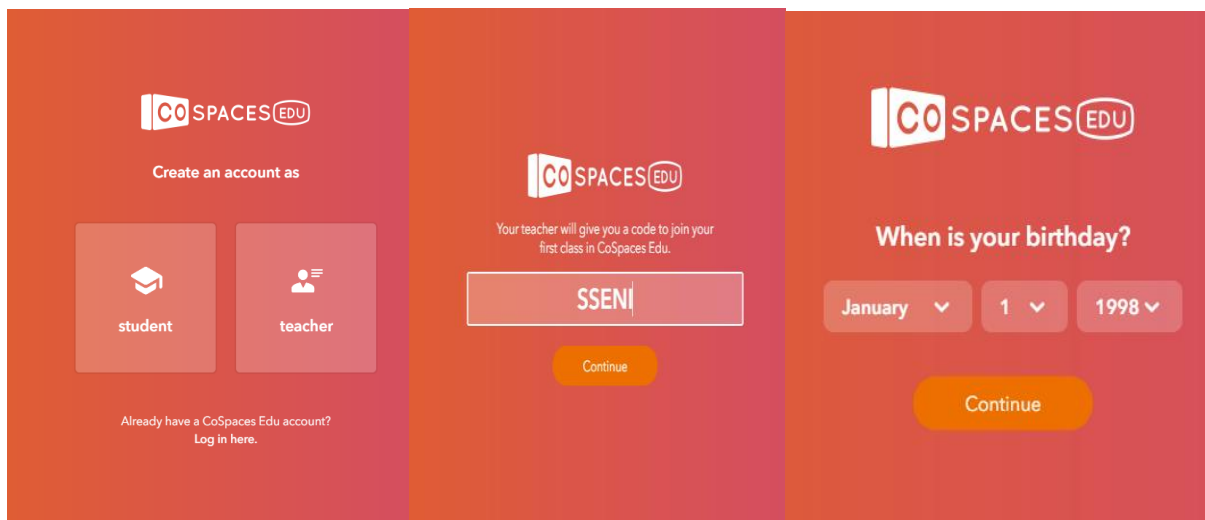 CO SPACES EDU
Create an account as
student
teacher
Already have a CoSpaces Edu account?
Log in here.
CO SPACES EDU
Your teacher will give you a code to join your
first class in CoSpaces Edu.
SSENI
Continue
CO SPACES EDU
When is your birthday?
January 1 1998
Continue